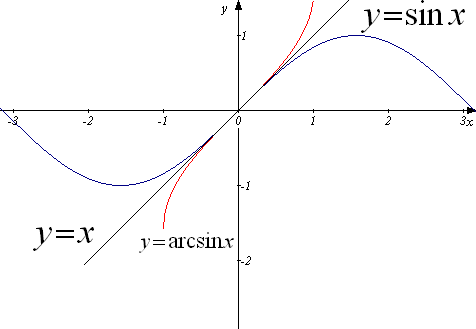 y
y=sin x
1
-3
-2
-1
0
1
2
3x
-1
y=x
y=arcsinx
-2